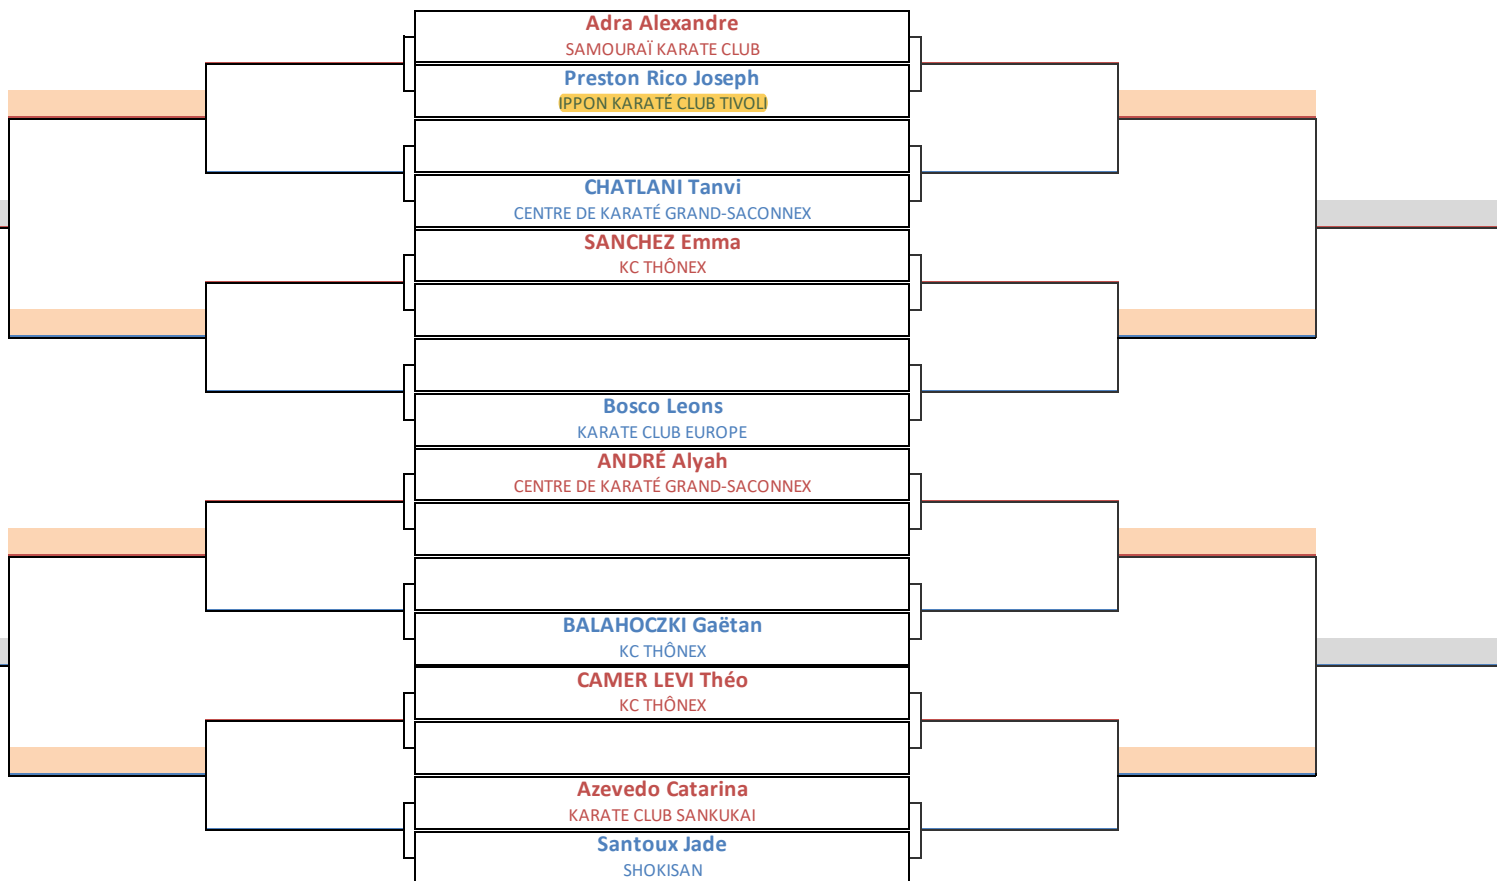 Adra Alexandre
SAMOURAÏ KARATE CLUB
Preston Rico Joseph
IPPON KARATÉ CLUB TIVOLI
CHATLANI Tanvi
CENTRE DE KARATÉ GRAND-SACONNEX
SANCHEZ Emma
KC THÔNEX
Bosco Leons
KARATE CLUB EUROPE
ANDRÉ Alyah
CENTRE DE KARATÉ GRAND-SACONNEX
BALAHOCZKI Gaëtan
KC THÔNEX
CAMER LEVI Théo
KC THÔNEX
Azevedo Catarina
KARATE CLUB SANKUKAI
Santoux Jade
SHOKISAN